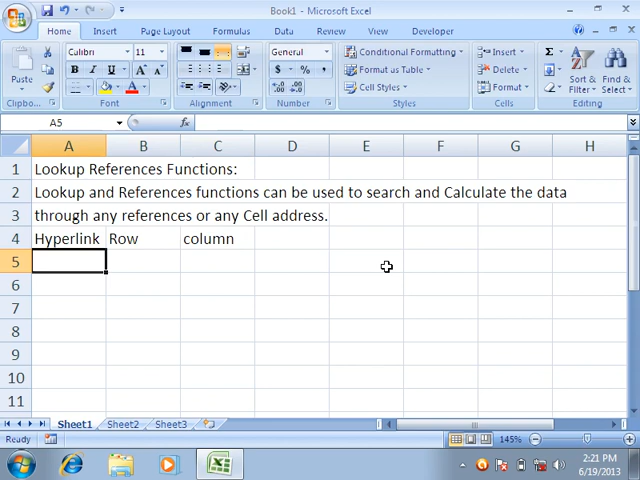 Book1 - Microsoft Excel
Home Insert Page Layout Formulas Data Review View Developer
Paste
Calibri 11
B I U A A
General
$ % ,
Conditional Formatting
Format as Table
Cell Styles
Insert
Delete
Format
Σ
Sort & Filter
Find & Select
Clipbo... Font Alignment Number Styles Cells Editing
A5 fx
A B C D E F G H
1 Lookup References Functions:
2 Lookup and References functions can be used to search and Calculate the data
3 through any references or any Cell address.
4 Hyperlink Row column
5
6
7
8
9
10
11
Sheet1 Sheet2 Sheet3
Ready 145%
2:21 PM
6/19/2013